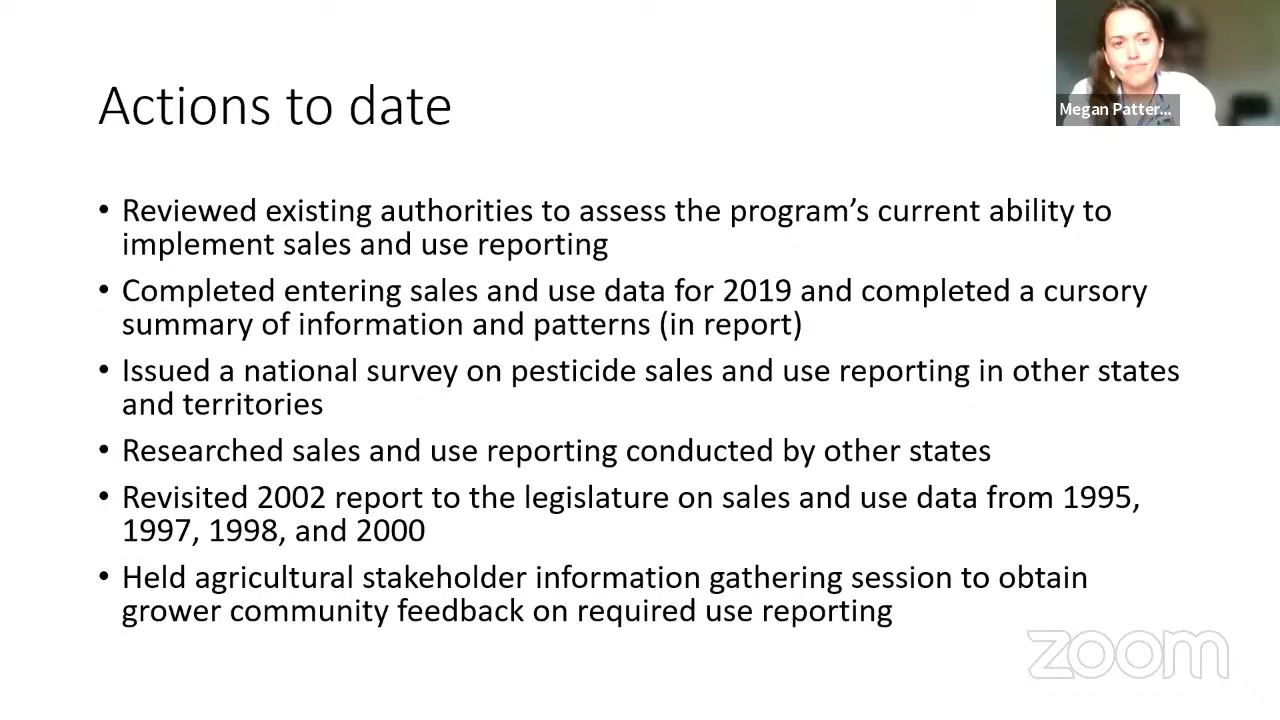 Actions to date
Megan Patter...
• Reviewed existing authorities to assess the program’s current ability to
implement sales and use reporting
• Completed entering sales and use data for 2019 and completed a cursory
summary of information and patterns (in report)
• Issued a national survey on pesticide sales and use reporting in other states
and territories
• Researched sales and use reporting conducted by other states
• Revisited 2002 report to the legislature on sales and use data from 1995,
1997, 1998, and 2000
• Held agricultural stakeholder information gathering session to obtain
grower community feedback on required use reporting
zoom